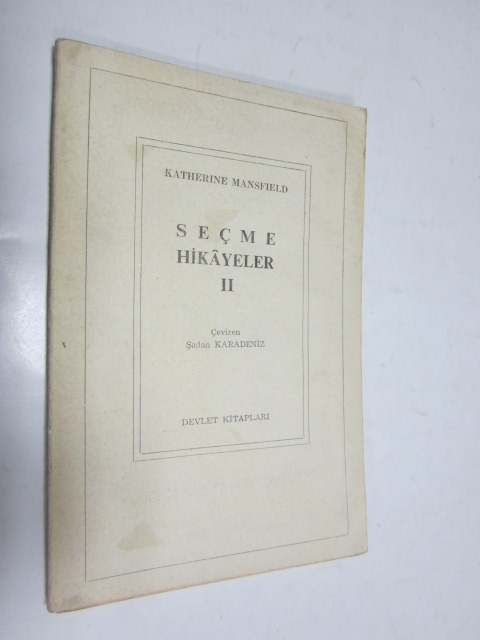 KATHERINE MANSFIELD
SEÇME
HİKÂYELER
II
Çeviren
Şadan KARADENİZ
DEVLET KİTAPLARI